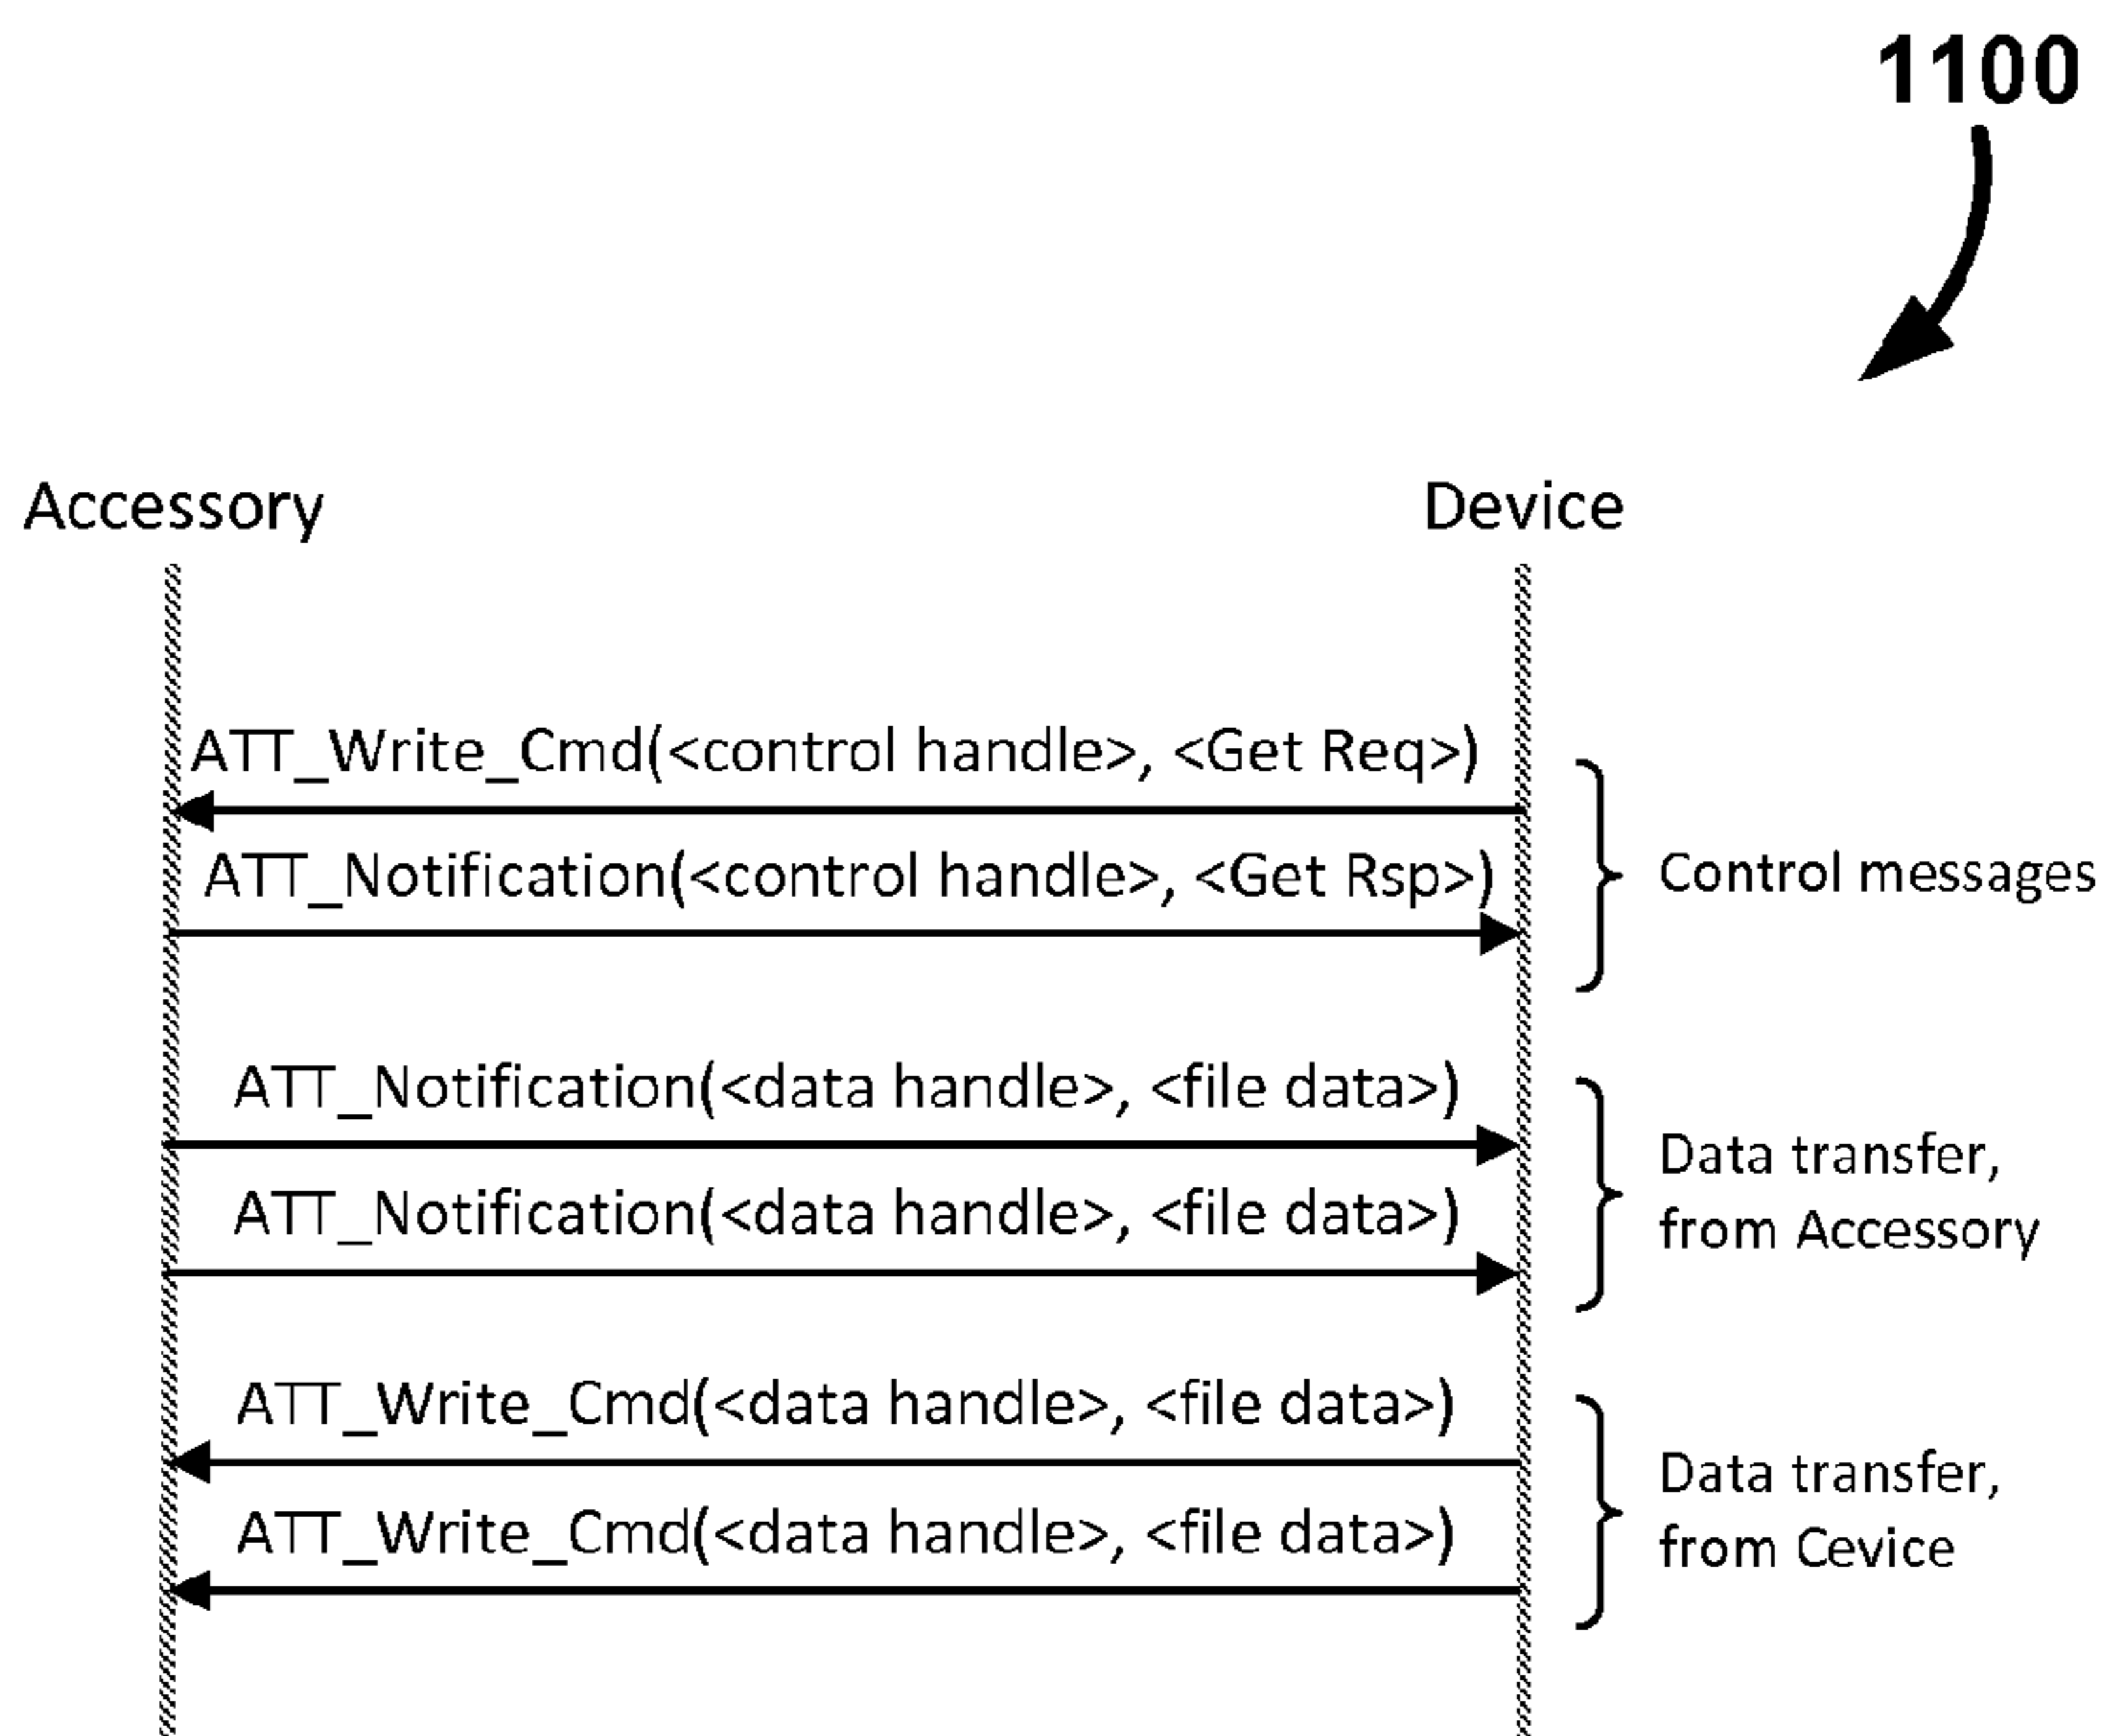 1100
Accessory
Device
ATT_Write_Cmd(<control handle>, <Get Req>)
ATT_Notification(<control handle>, <Get Rsp>)
Control messages
ATT_Notification(<data handle>, <file data>)
ATT_Notification(<data handle>, <file data>)
Data transfer,
from Accessory
ATT_Write_Cmd(<data handle>, <file data>)
ATT_Write_Cmd(<data handle>, <file data>)
Data transfer,
from Cevice